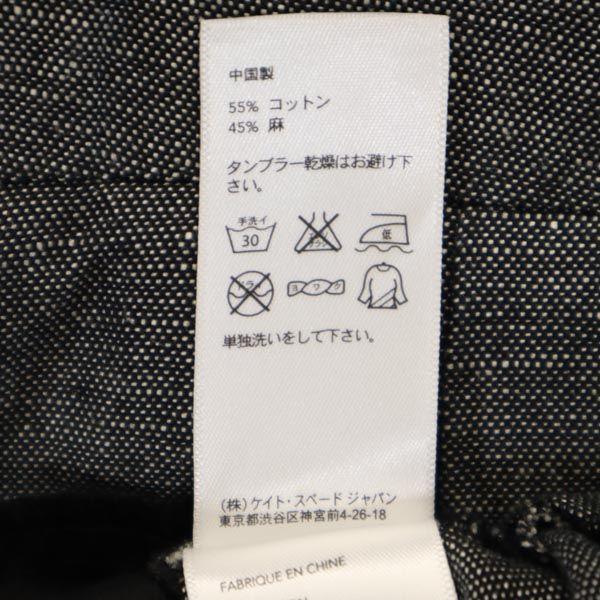 中国製
55% コットン
45% 麻
タンブラー乾燥はお避け下
さい。
手洗イ
30
低
ヨワク
単独洗いをして下さい。
(株)ケイト・スペード ジャパン
東京都渋谷区神宮前4-26-18
FABRIQUE EN CHINE